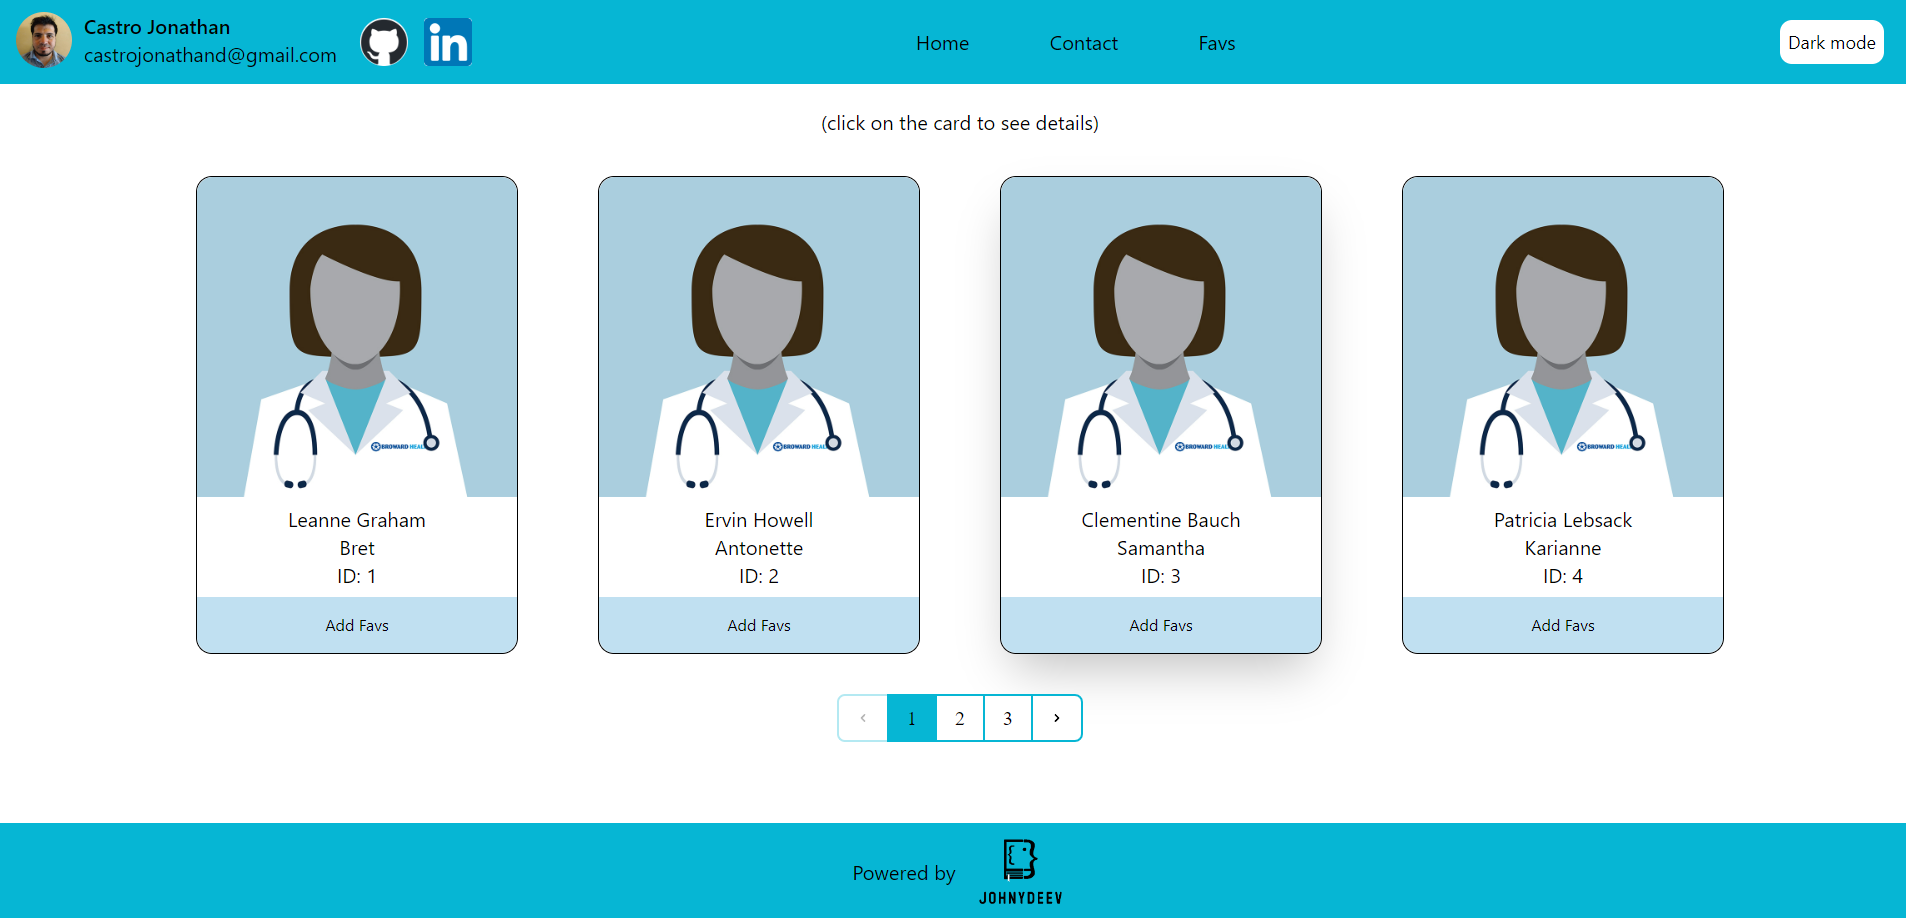 Castro Jonathan
castrojonathand@gmail.com
in
Home
Contact
Favs
Dark mode
(click on the card to see details)
BROWARD HEAL
Leanne Graham
Bret
ID: 1
Add Favs
BROWARD HEAL
Ervin Howell
Antonette
ID: 2
Add Favs
BROWARD HEAL
Clementine Bauch
Samantha
ID: 3
Add Favs
BROWARD HEAL
Patricia Lebsack
Karianne
ID: 4
Add Favs
‹ 1 2 3 ›
Powered by
JOHNYDEEV